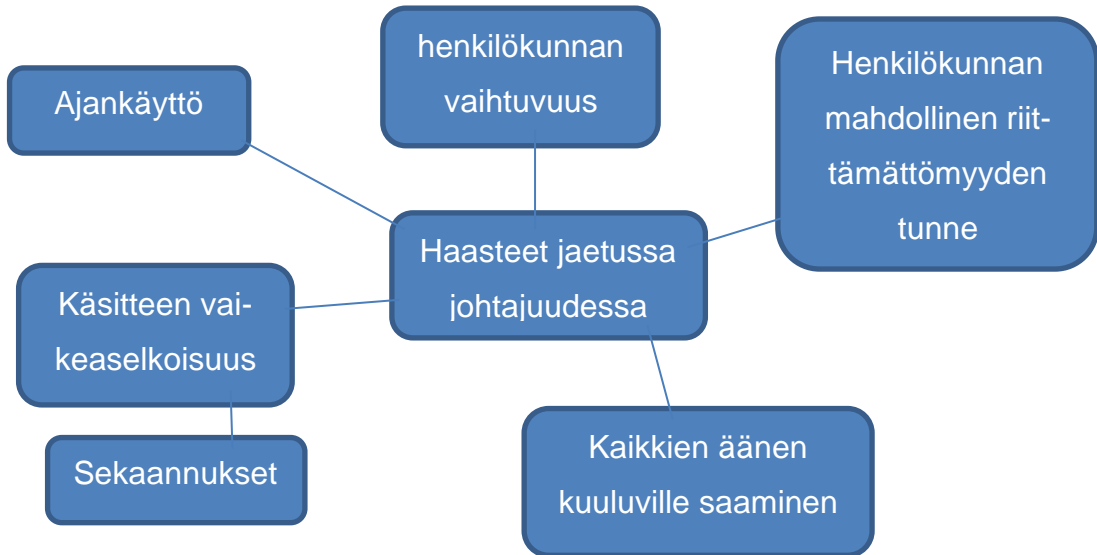 henkilökunnan
vaihtuvuus
Henkilökunnan
mahdollinen riit-
tämättömyyden
tunne
Ajankäyttö
Haasteet jaetussa
johtajuudessa
Käsitteen vai-
keaselkoisuus
Sekaannukset
Kaikkien äänen
kuuluville saaminen